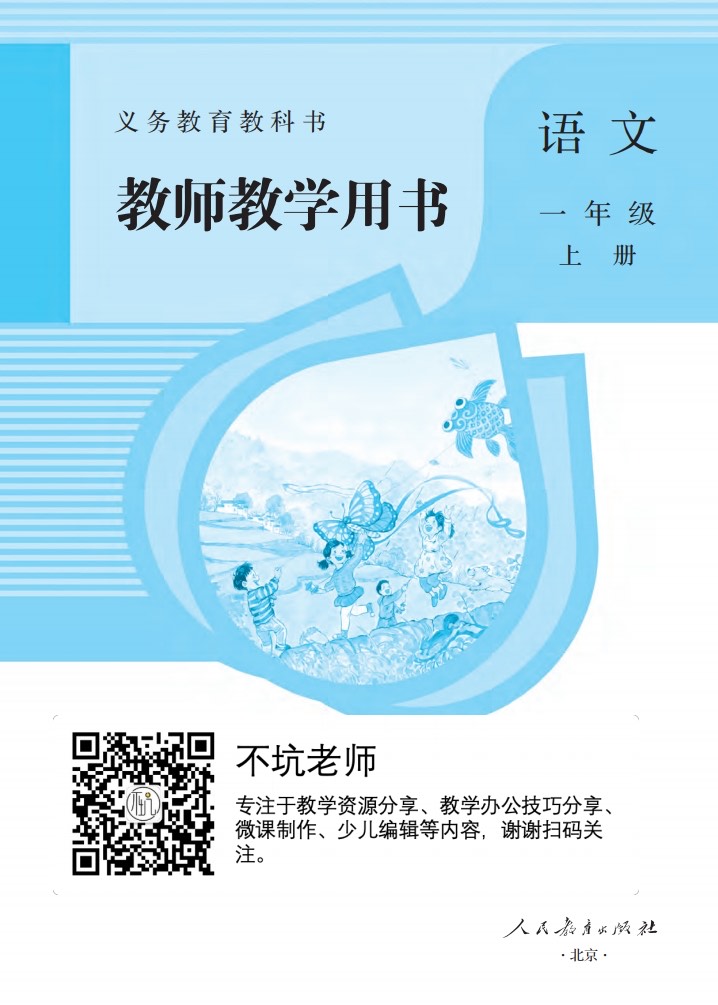 义务教育教科书
教师教学用书
语文
一年级
上册
不坑老师
专注于教学资源分享、教学办公技巧分享、
微课制作、少儿编辑等内容，谢谢扫码关
注。
人民教育出版社
·北京·